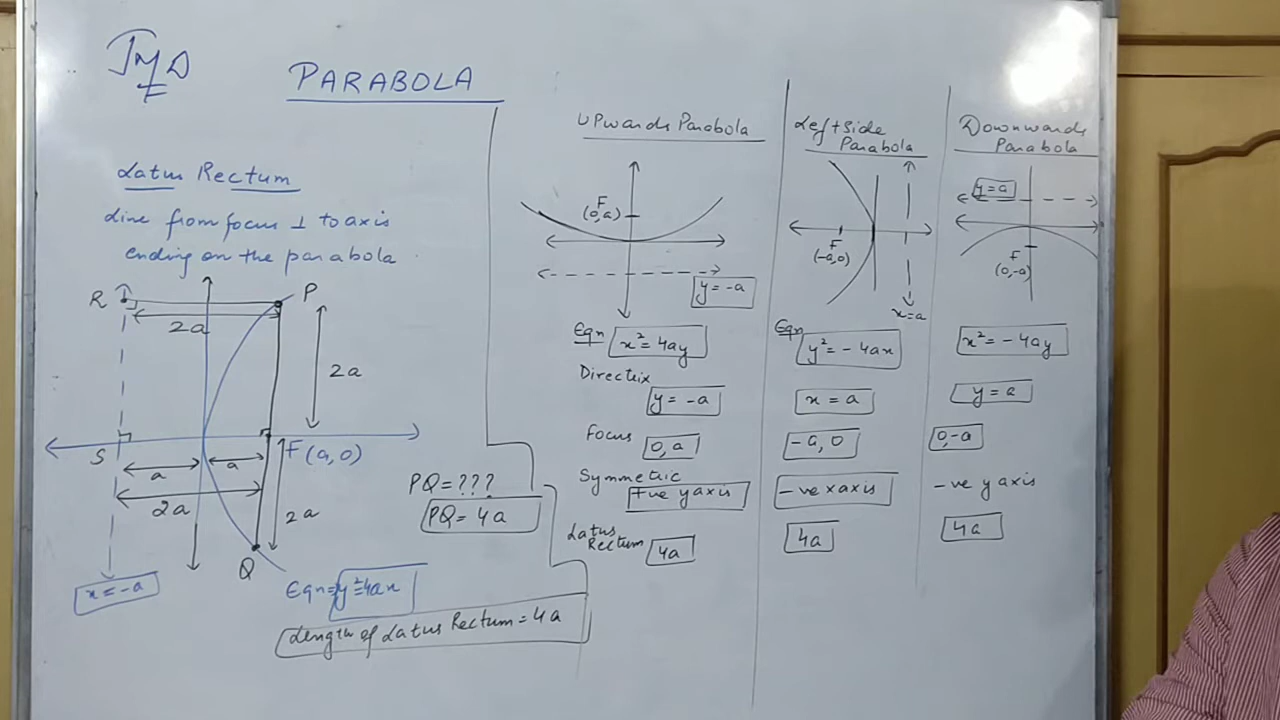 JMD
PARABOLA
Latus Rectum
Line from focus ⊥ to axis
ending on the parabola
R
P
2a
2a
S
F (a, 0)
a
a
2a
2a
Q
x = -a
PQ = ???
PQ = 4a
Eqn = y² = 4ax
Length of Latus Rectum = 4a
UPwards Parabola
F
(0, a)
y = -a
Eqn x² = 4ay
Directrix
y = -a
Focus 0, a
Symmetric
+ve y axis
Latus
Rectum 4a
Left Side
Parabola
F
(-a, 0)
x = a
Eqn
y² = - 4ax
x = a
-a, 0
-ve x axis
4a
Downwards
Parabola
y = a
F
(0, -a)
x² = - 4ay
y = a
0, -a
-ve y axis
4a